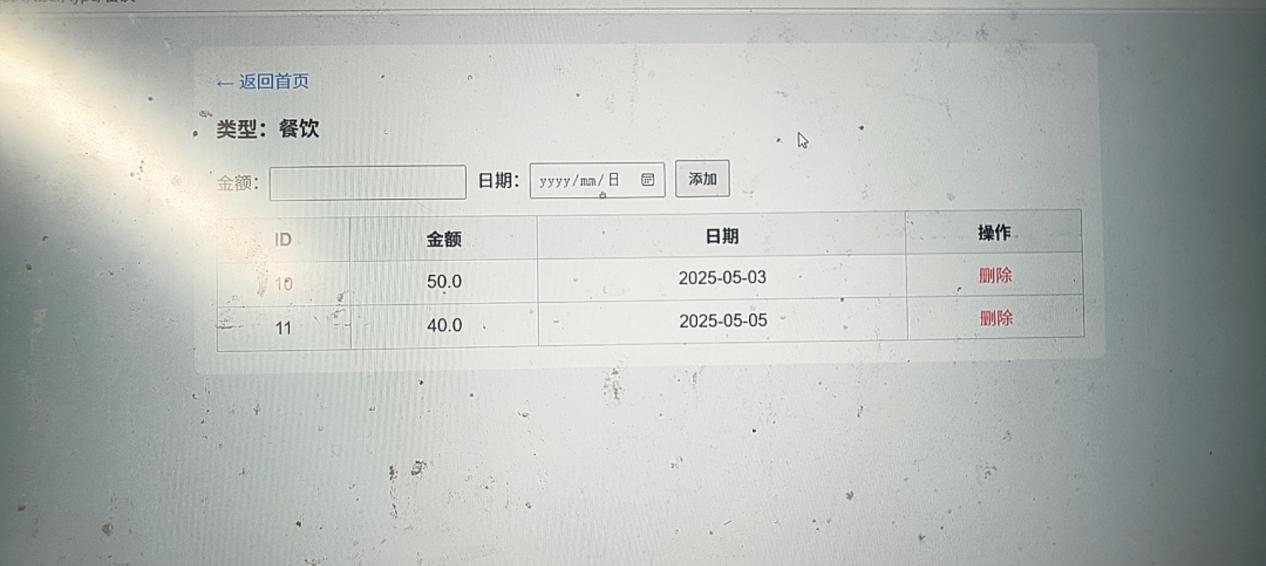 ← 返回首页
类型：餐饮
金额： 日期： yyyy/mm/日 添加
ID 金额 日期 操作
10 50.0 2025-05-03 删除
11 40.0 2025-05-05 删除